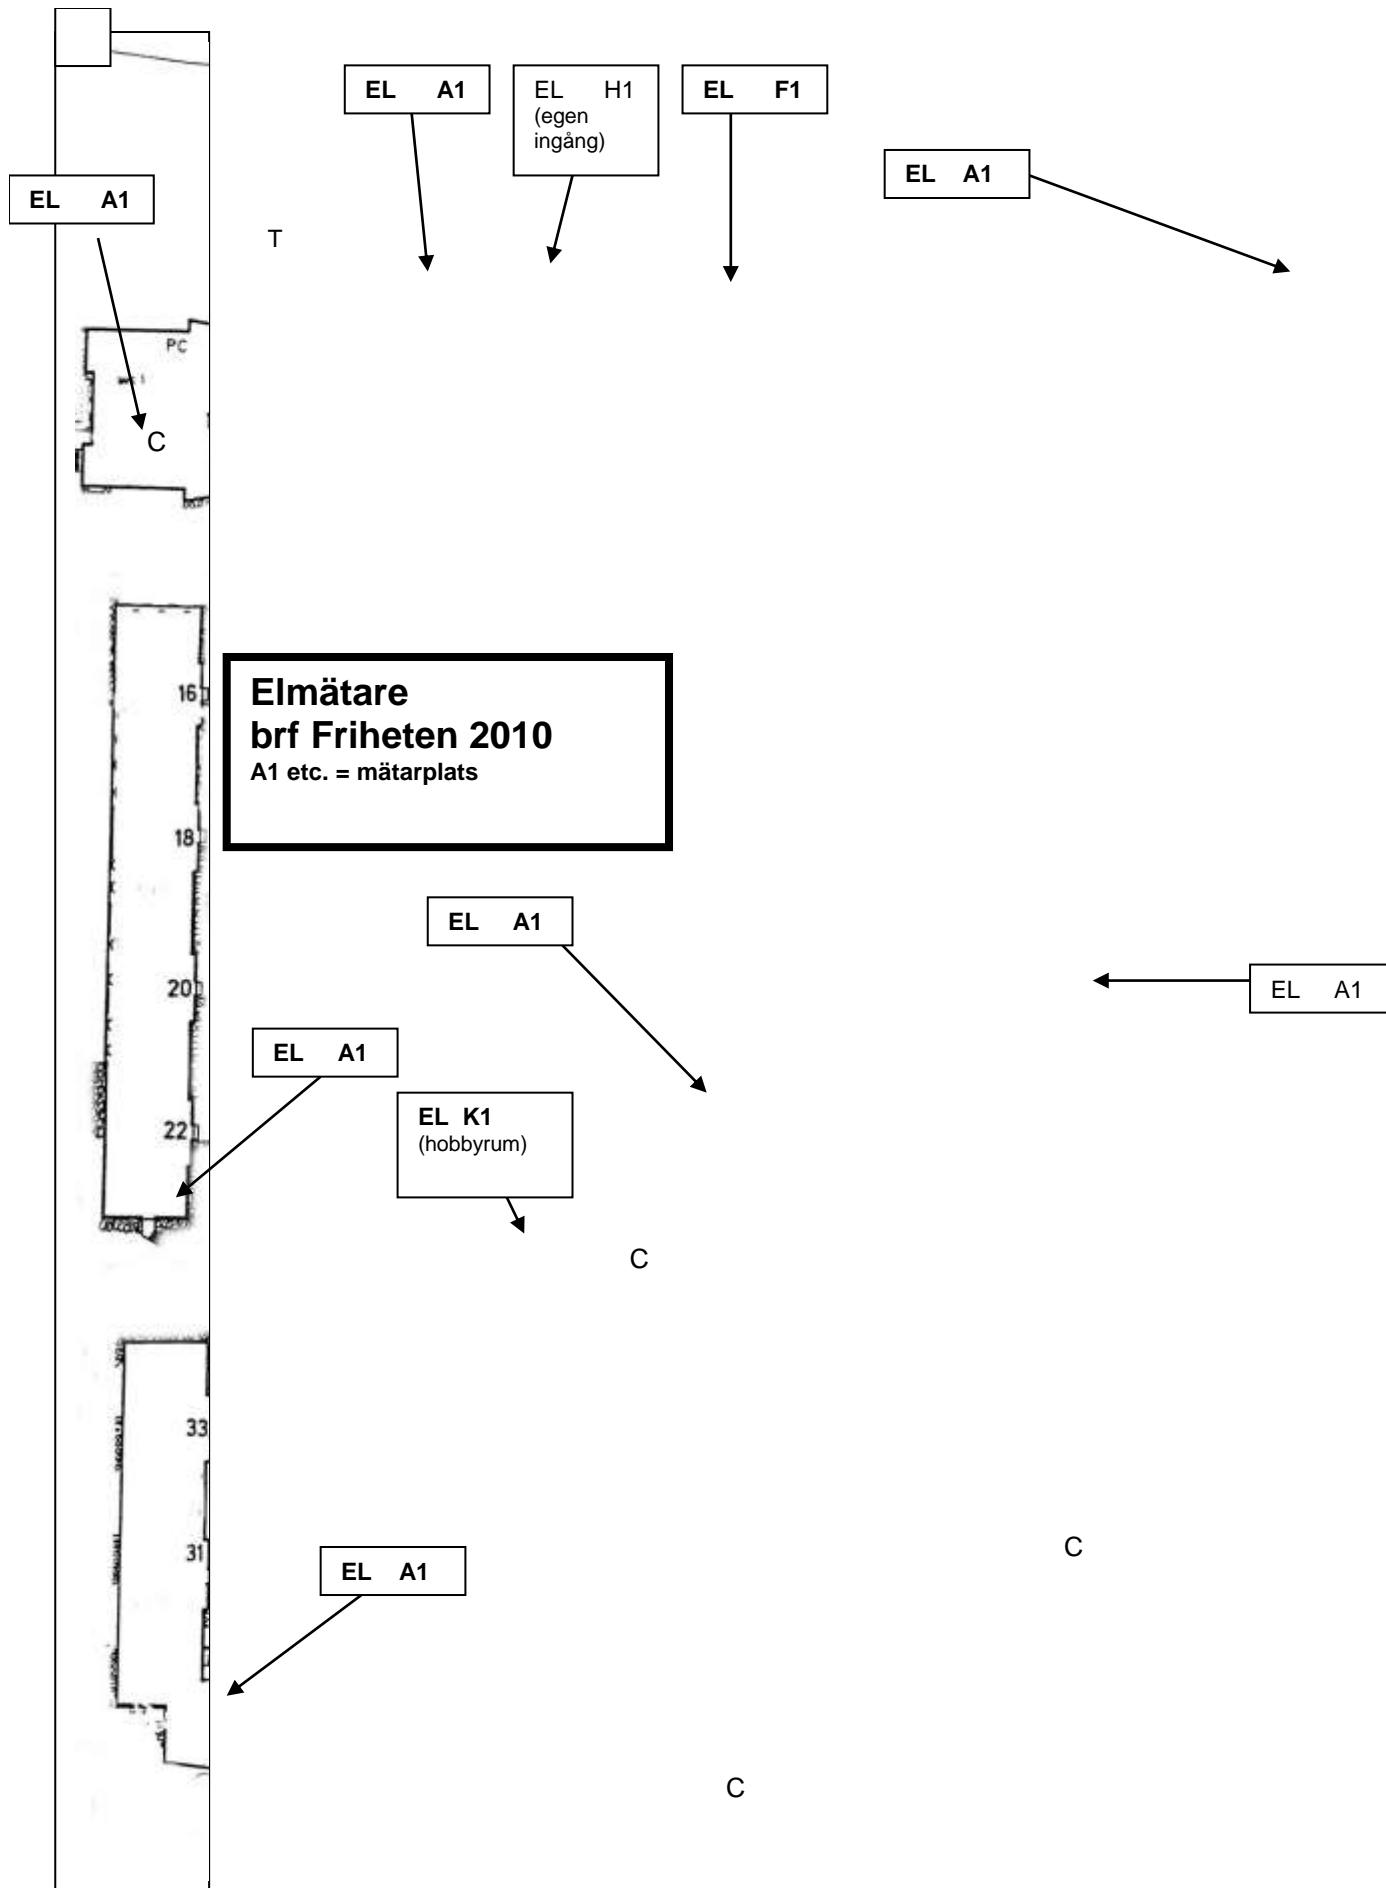 EL A1
EL H1
(egen
ingång)
EL F1
EL A1
EL A1
T
PC
C
16
Elmätare
brf Friheten 2010
A1 etc. = mätarplats
18
EL A1
20
EL A1
EL A1
EL K1
(hobbyrum)
22
C
33
31
C
EL A1
C